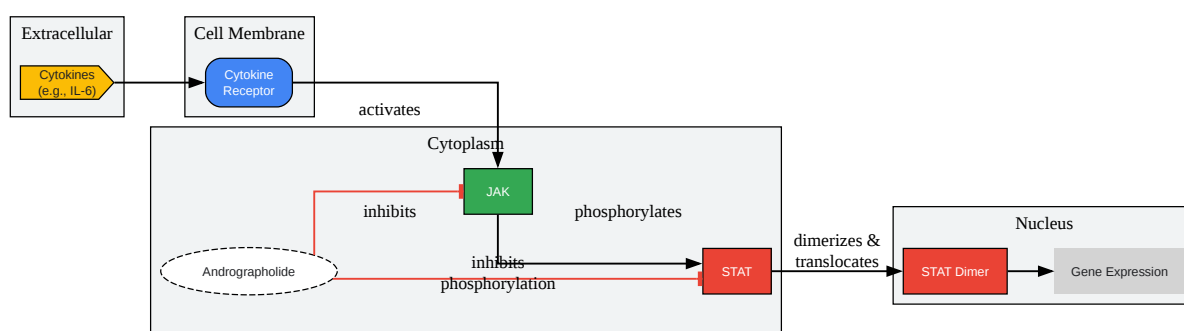 Extracellular
Cell Membrane
Cytokines
(e.g., IL-6)
Cytokine
Receptor
activates
Cytoplasm
JAK
inhibits
phosphorylates
Nucleus
dimerizes &
translocates
Andrographolide
inhibits
phosphorylation
STAT
STAT Dimer
Gene Expression